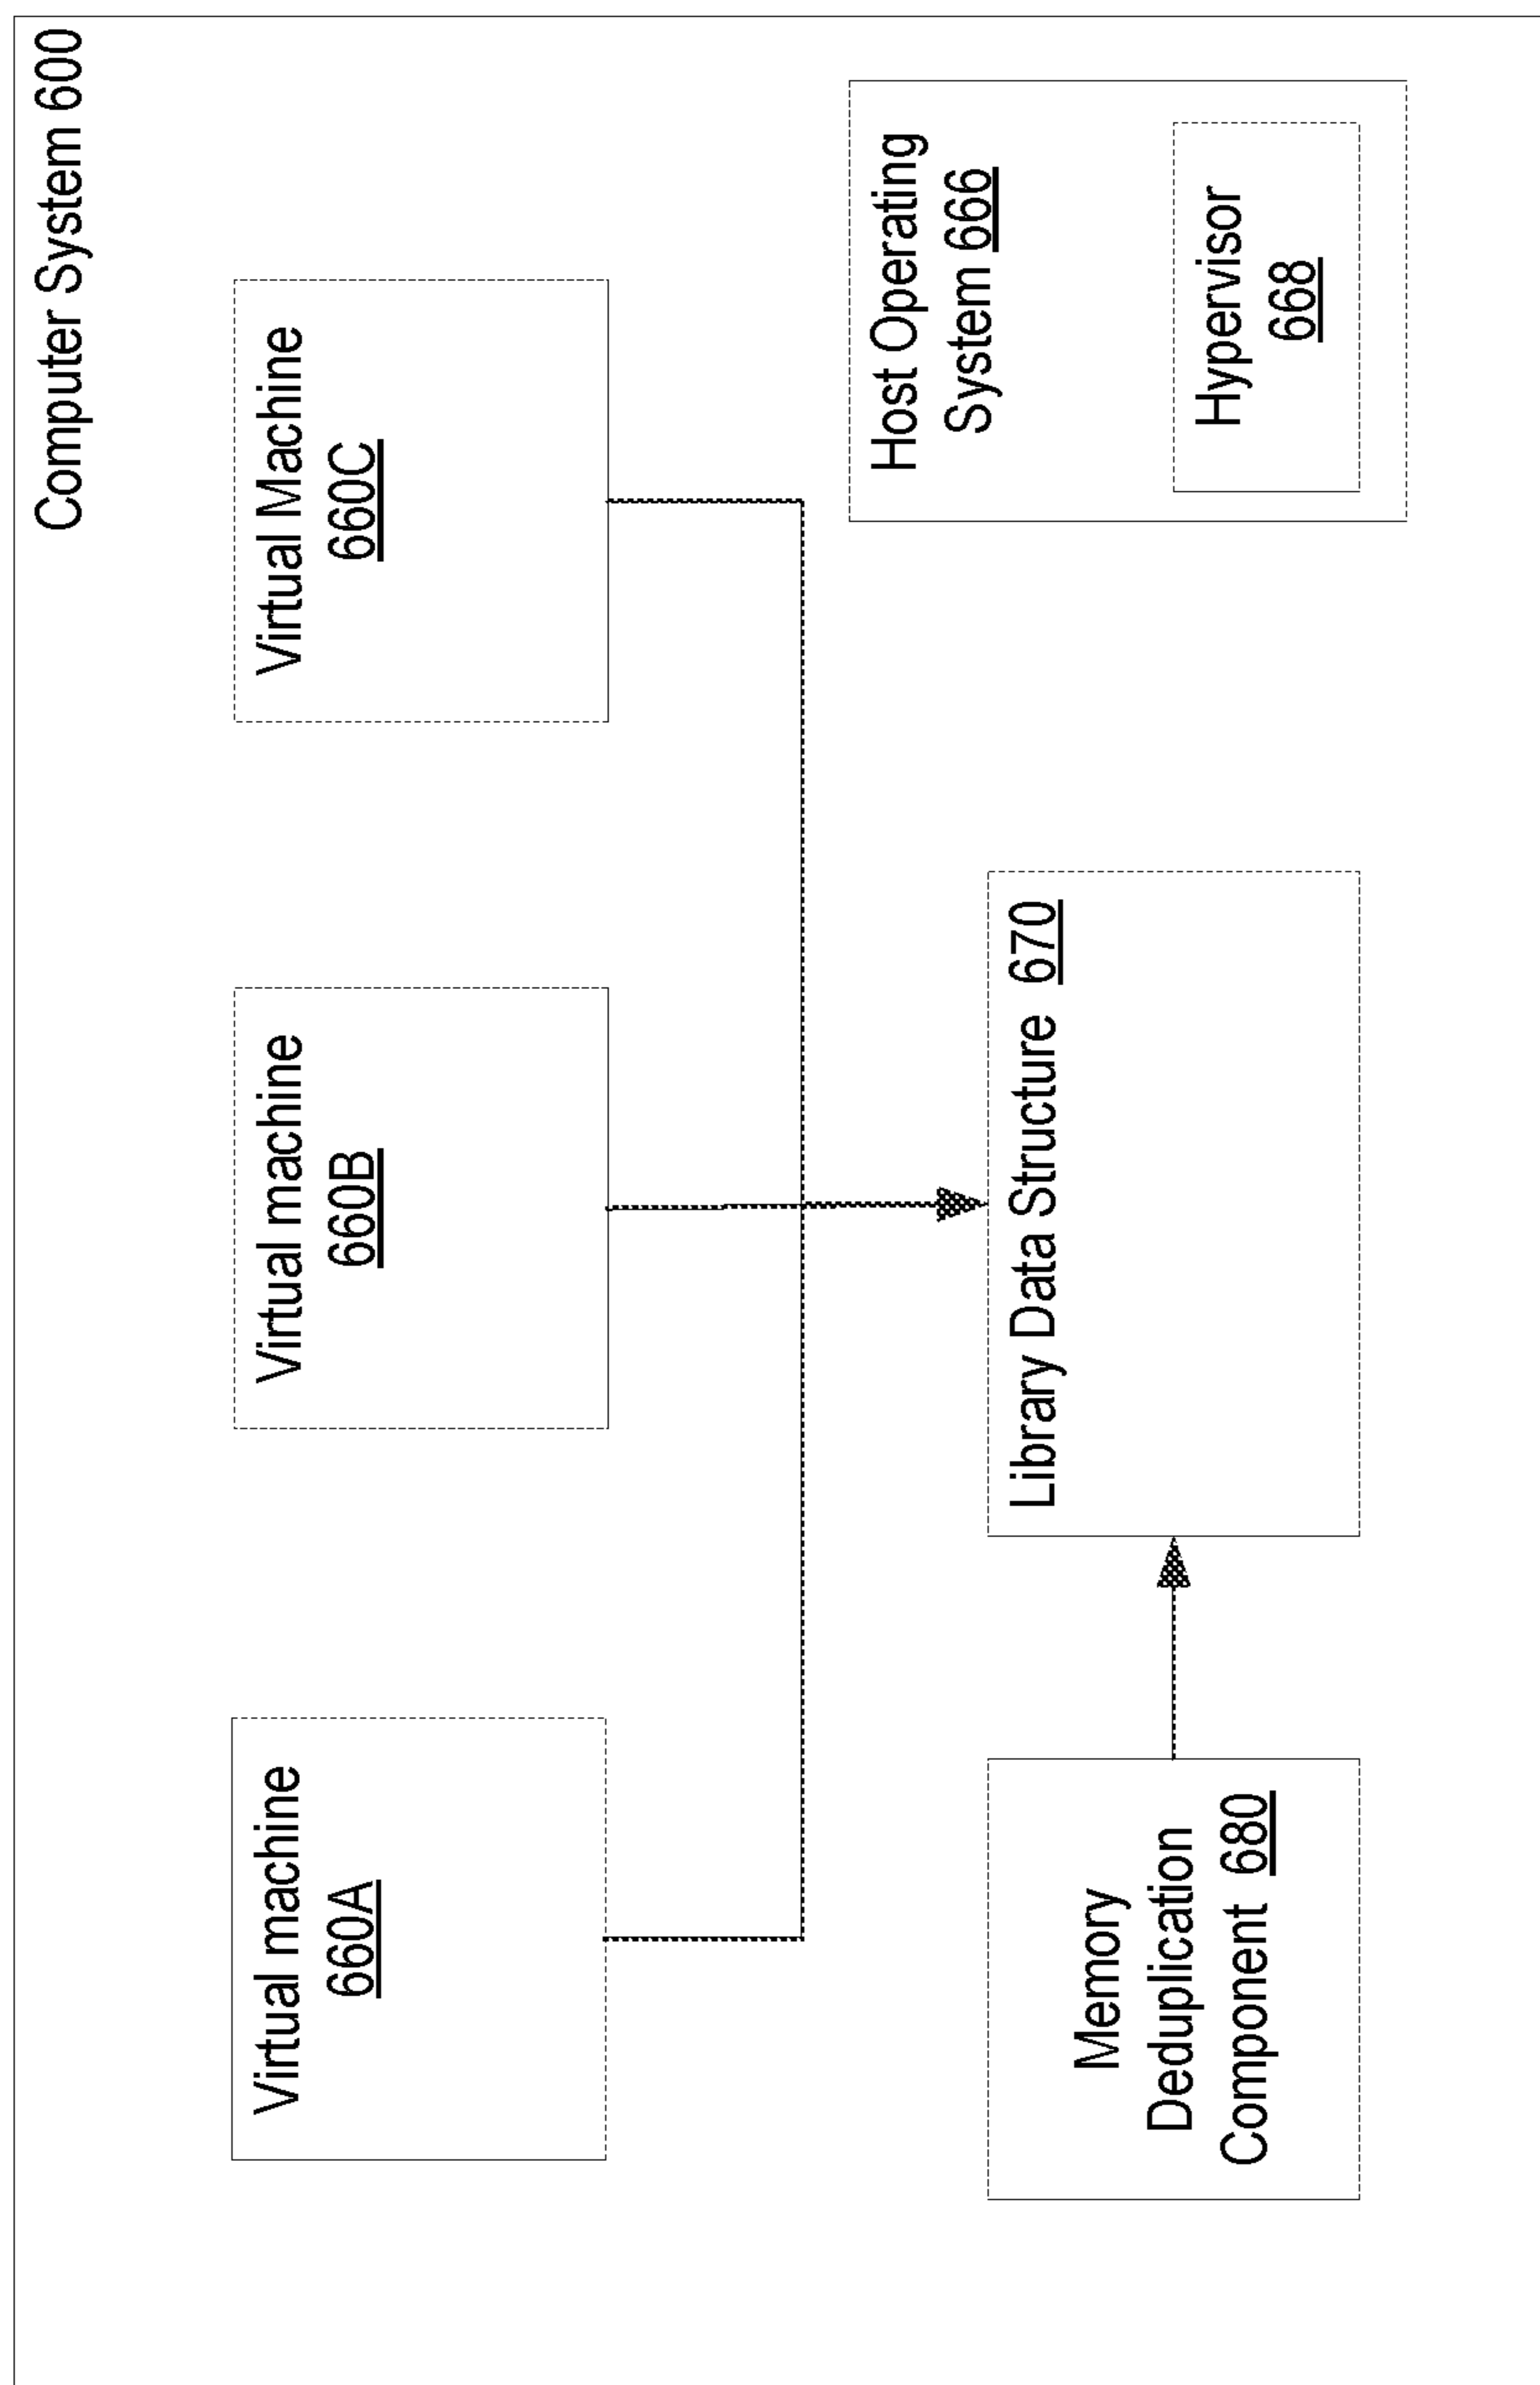 Computer System 600
Virtual machine
660A
Virtual machine
660B
Virtual Machine
660C
Memory
Deduplication
Component 680
Library Data Structure 670
Host Operating
System 666
Hypervisor
668